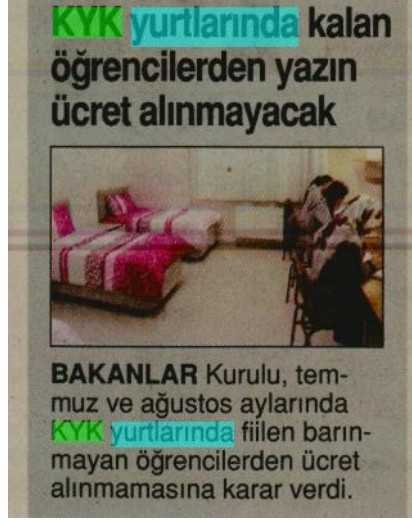 KYK yurtlarında kalan
öğrencilerden yazın
ücret alınmayacak
BAKANLAR Kurulu, tem-
muz ve ağustos aylarında
KYK yurtlarında fiilen barın-
mayan öğrencilerden ücret
alınmamasına karar verdi.